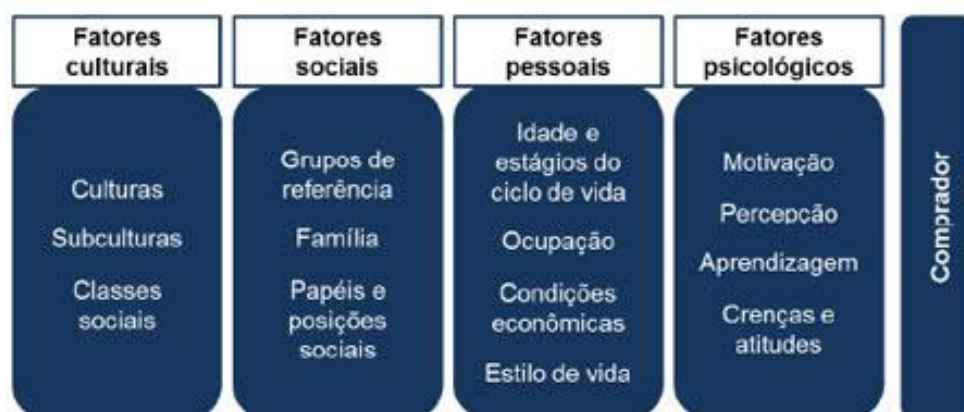 Fatores
culturais
Culturas
Subculturas
Classes
sociais
Fatores
sociais
Grupos de
referência
Família
Papéis e
posições
sociais
Fatores
pessoais
Idade e
estágios do
ciclo de vida
Ocupação
Condições
econômicas
Estilo de vida
Fatores
psicológicos
Motivação
Percepção
Aprendizagem
Crenças e
atitudes
Comprador